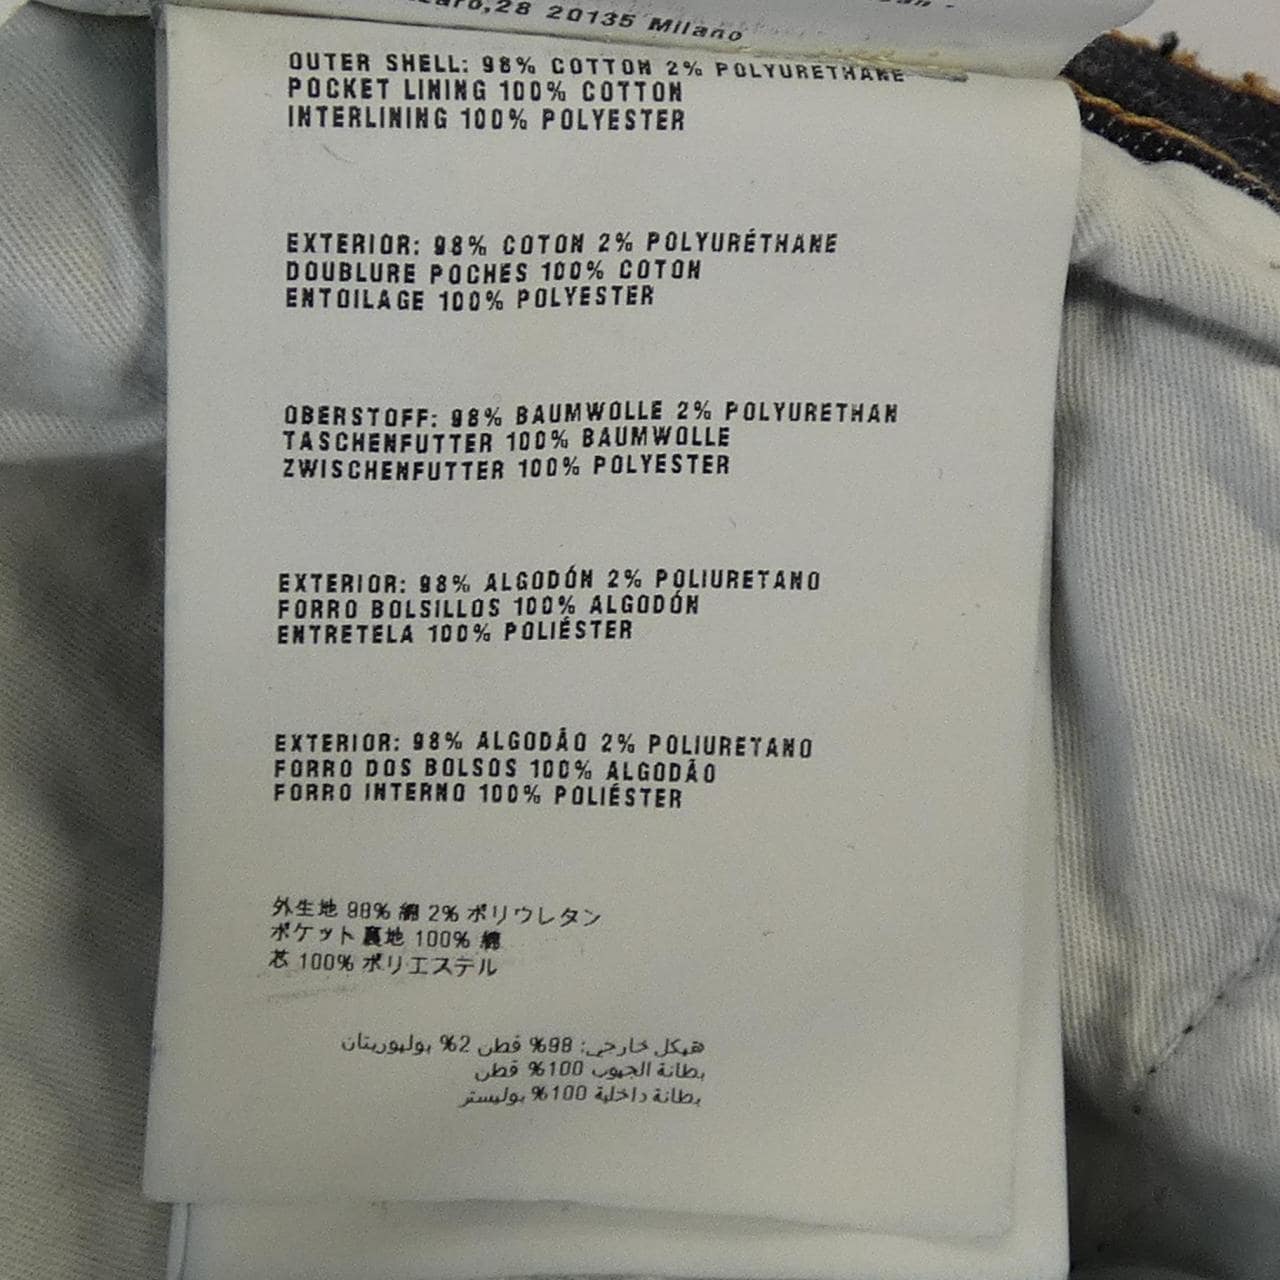 28 20135 Milano
OUTER SHELL: 98% COTTON 2% POLYURETHANE
POCKET LINING 100% COTTON
INTERLINING 100% POLYESTER
EXTERIOR: 98% COTON 2% POLYURÉTHANE
DOUBLURE POCHES 100% COTON
ENTOILAGE 100% POLYESTER
OBERSTOFF: 98% BAUMWOLLE 2% POLYURETHAN
TASCHENFUTTER 100% BAUMWOLLE
ZWISCHENFUTTER 100% POLYESTER
EXTERIOR: 98% ALGODÓN 2% POLIURETANO
FORRO BOLSILLOS 100% ALGODÓN
ENTRETELA 100% POLIÉSTER
EXTERIOR: 98% ALGODÃO 2% POLIURETANO
FORRO DOS BOLSOS 100% ALGODÃO
FORRO INTERNO 100% POLIÉSTER
外生地 98% 綿 2% ポリウレタン
ポケット裏地 100% 綿
芯 100% ポリエステル
هيكل خارجي: 98% قطن 2% بوليوريتان
بطانة الجيوب 100% قطن
بطانة داخلية 100% بوليستر